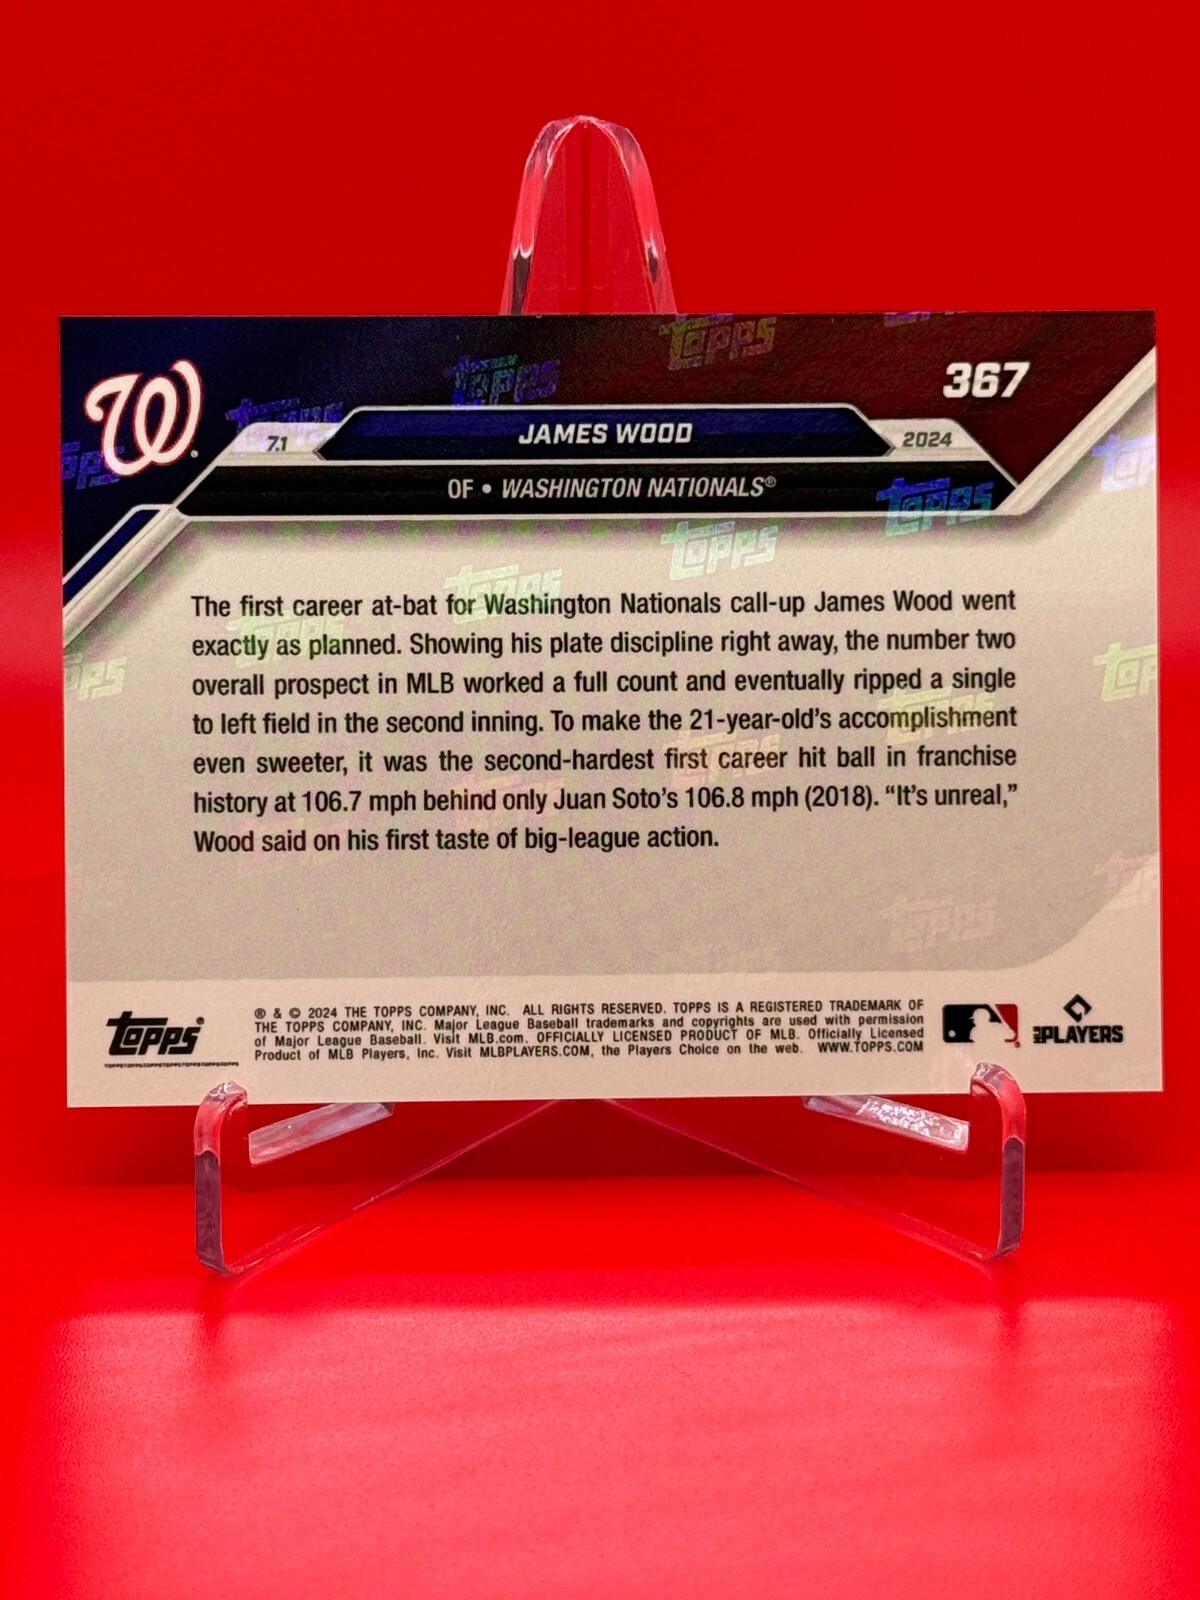 W
367
7.1
JAMES WOOD
2024
OF • WASHINGTON NATIONALS®
The first career at-bat for Washington Nationals call-up James Wood went
exactly as planned. Showing his plate discipline right away, the number two
overall prospect in MLB worked a full count and eventually ripped a single
to left field in the second inning. To make the 21-year-old's accomplishment
even sweeter, it was the second-hardest first career hit ball in franchise
history at 106.7 mph behind only Juan Soto's 106.8 mph (2018). “It's unreal,”
Wood said on his first taste of big-league action.
Topps®
® & © 2024 THE TOPPS COMPANY, INC. ALL RIGHTS RESERVED. TOPPS IS A REGISTERED TRADEMARK OF
THE TOPPS COMPANY, INC. Major League Baseball trademarks and copyrights are used with permission
of Major League Baseball. Visit MLB.com. OFFICIALLY LICENSED PRODUCT OF MLB. Officially Licensed
Product of MLB Players, Inc. Visit MLBPLAYERS.COM, the Players Choice on the web. WWW.TOPPS.COM
MLB PLAYERS